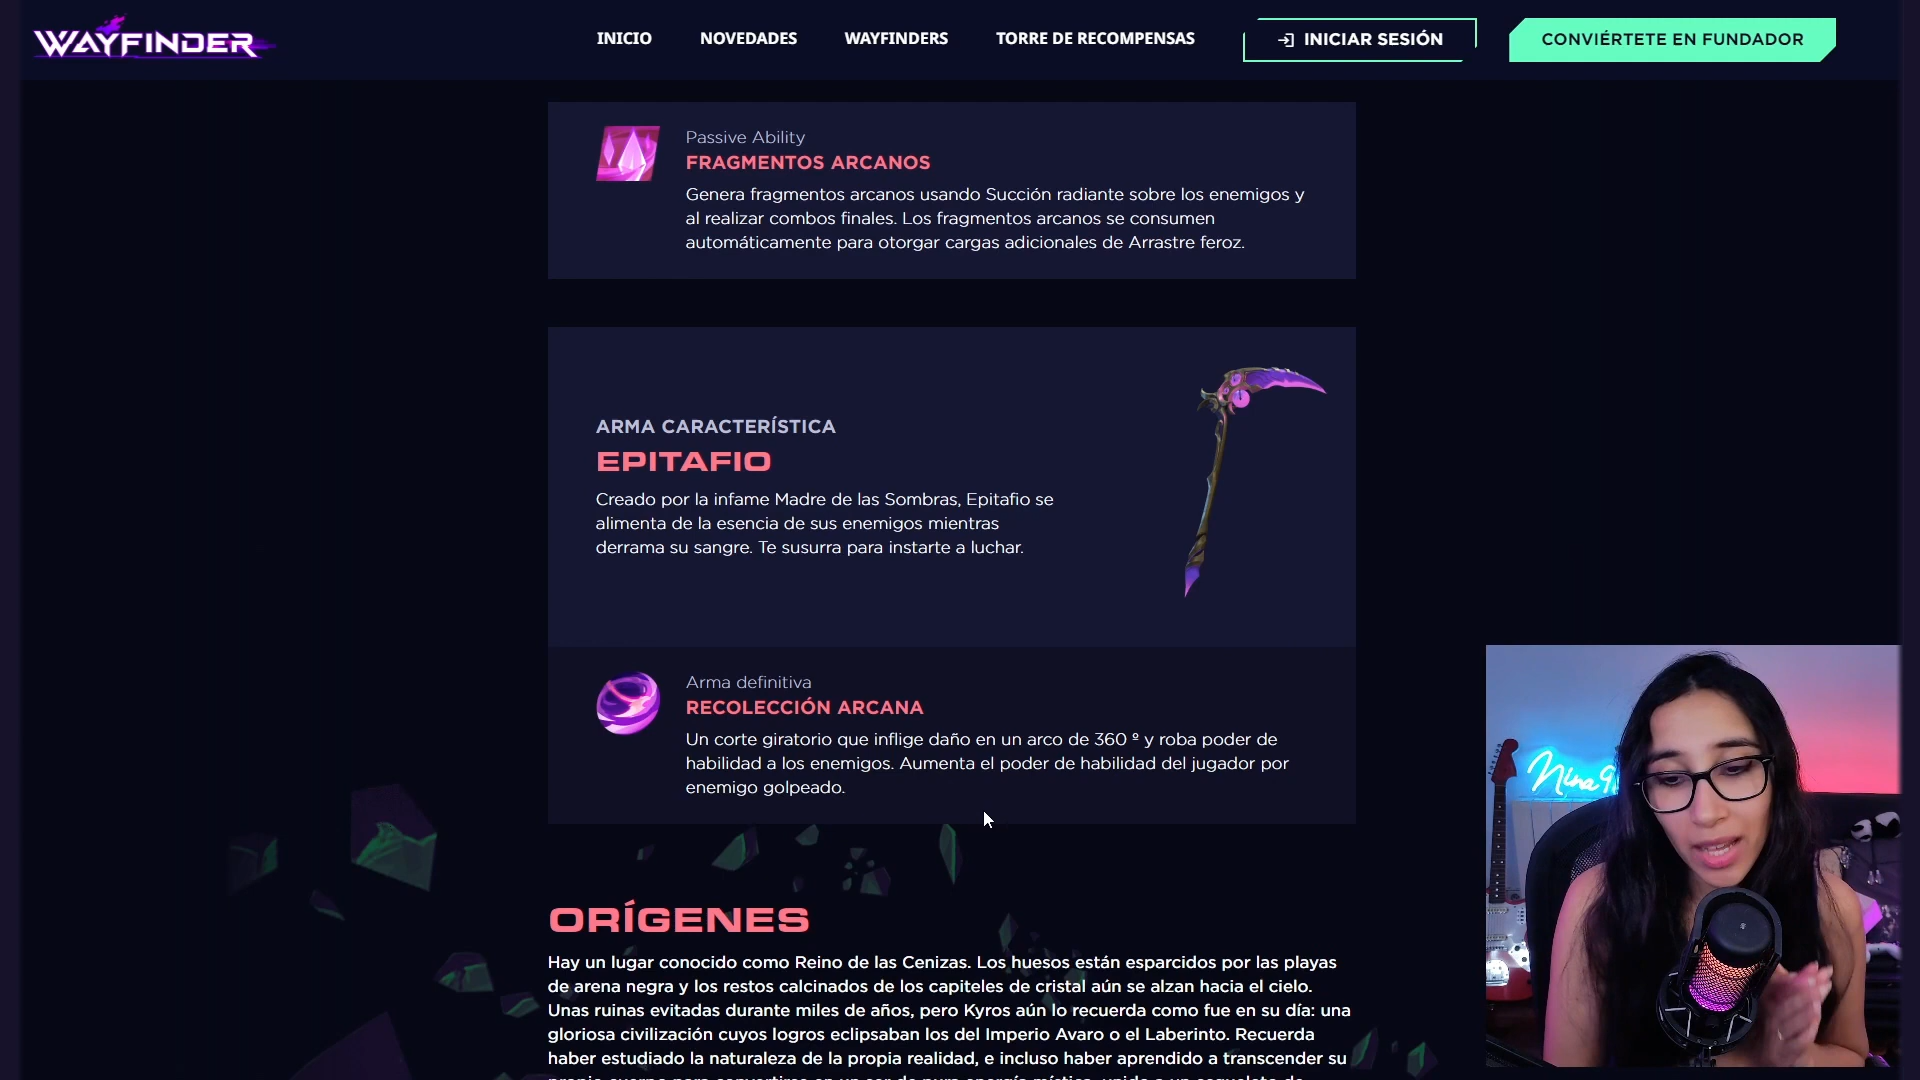 WAYFINDER
INICIO
NOVEDADES
WAYFINDERS
TORRE DE RECOMPENSAS
INICIAR SESIÓN
CONVIÉRTETE EN FUNDADOR
Passive Ability
FRAGMENTOS ARCANOS
Genera fragmentos arcanos usando Succión radiante sobre los enemigos y
al realizar combos finales. Los fragmentos arcanos se consumen
automáticamente para otorgar cargas adicionales de Arrastre feroz.
ARMA CARACTERÍSTICA
EPITAFIO
Creado por la infame Madre de las Sombras, Epitafio se
alimenta de la esencia de sus enemigos mientras
derrama su sangre. Te susurra para instarte a luchar.
Arma definitiva
RECOLECCIÓN ARCANA
Un corte giratorio que inflige daño en un arco de 360 º y roba poder de
habilidad a los enemigos. Aumenta el poder de habilidad del jugador por
enemigo golpeado.
ORÍGENES
Hay un lugar conocido como Reino de las Cenizas. Los huesos están esparcidos por las playas
de arena negra y los restos calcinados de los capiteles de cristal aún se alzan hacia el cielo.
Unas ruinas evitadas durante miles de años, pero Kyros aún lo recuerda como fue en su día: una
gloriosa civilización cuyos logros eclipsaban los del Imperio Avaro o el Laberinto. Recuerda
haber estudiado la naturaleza de la propia realidad, e incluso haber aprendido a transcender su